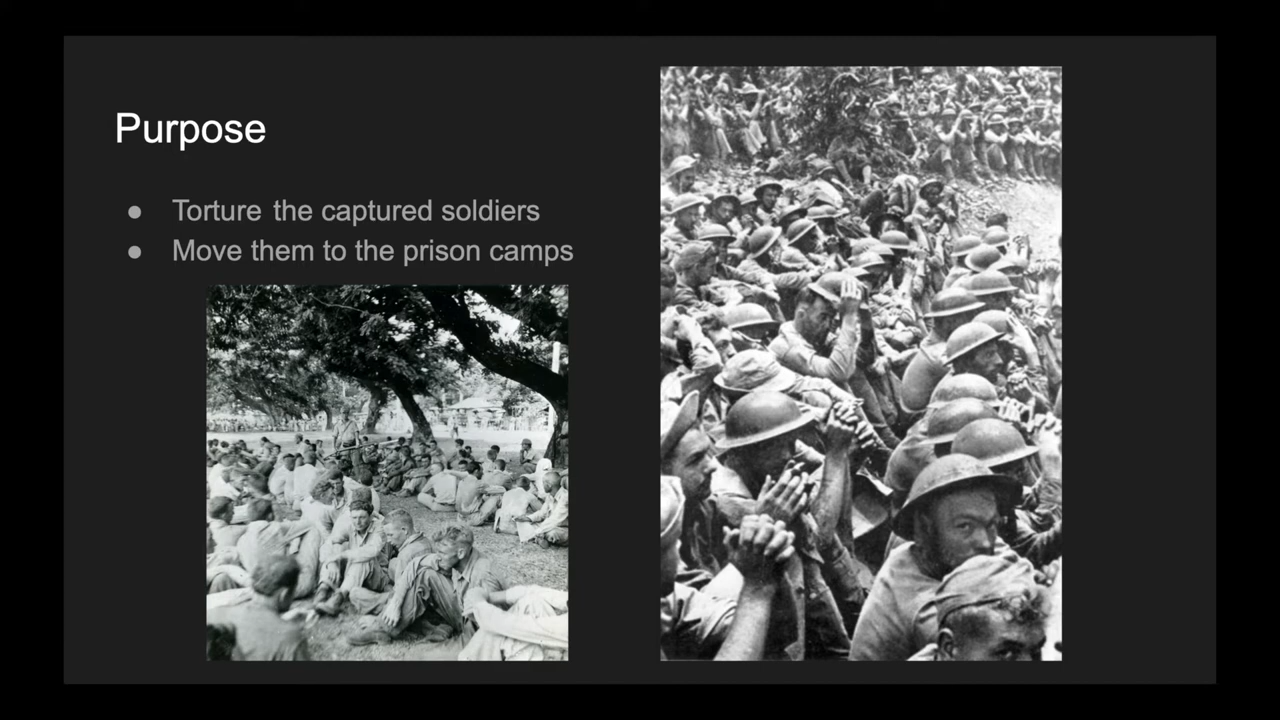 Purpose
● Torture the captured soldiers
● Move them to the prison camps